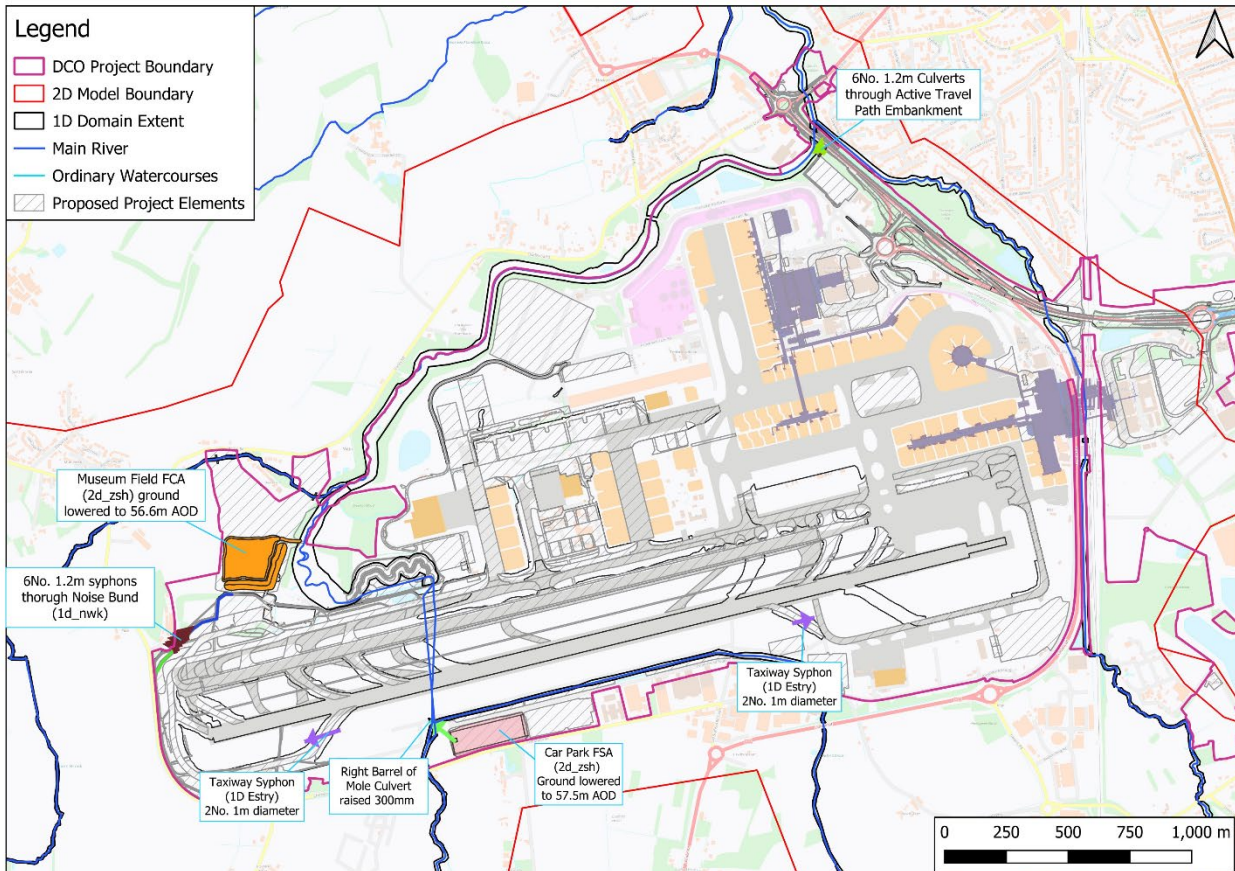 Legend
DCO Project Boundary
2D Model Boundary
1D Domain Extent
Main River
Ordinary Watercourses
Proposed Project Elements
6No. 1.2m Culverts
through Active Travel
Path Embankment
Museum Field FCA
(2d_zsh) ground
lowered to 56.6m AOD
6No. 1.2m syphons
thorugh Noise Bund
(1d_nwk)
Taxiway Syphon
(1D Estry)
2No. 1m diameter
Right Barrel of
Mole Culvert
raised 300mm
Car Park FSA
(2d_zsh)
Ground lowered
to 57.5m AOD
Taxiway Syphon
(1D Estry)
2No. 1m diameter
0 250 500 750 1,000 m